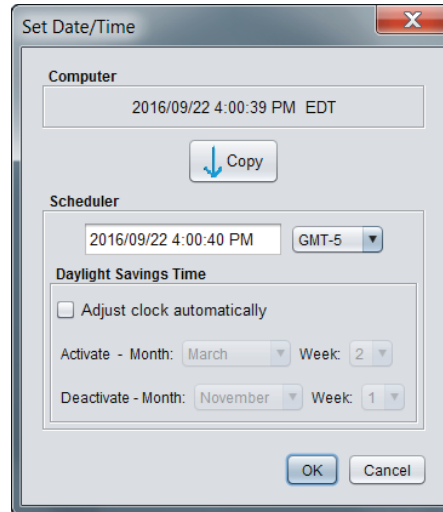 Set Date/Time
Computer
2016/09/22 4:00:39 PM EDT
Copy
Scheduler
2016/09/22 4:00:40 PM GMT-5
Daylight Savings Time
Adjust clock automatically
Activate - Month: March Week: 2
Deactivate - Month: November Week: 1
OK Cancel